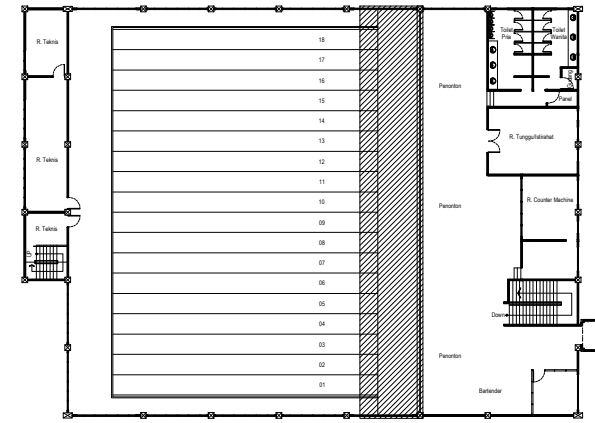 R. Teknis
R. Teknis
R. Teknis
UP
18
17
16
15
14
13
12
11
10
09
08
07
06
05
04
03
02
01
Penonton
Penonton
Penonton
Toilet
Pria
Toilet
Wanita
Panel
R. Tunggu/Istirahat
R. Counter Machine
Down
Bartender